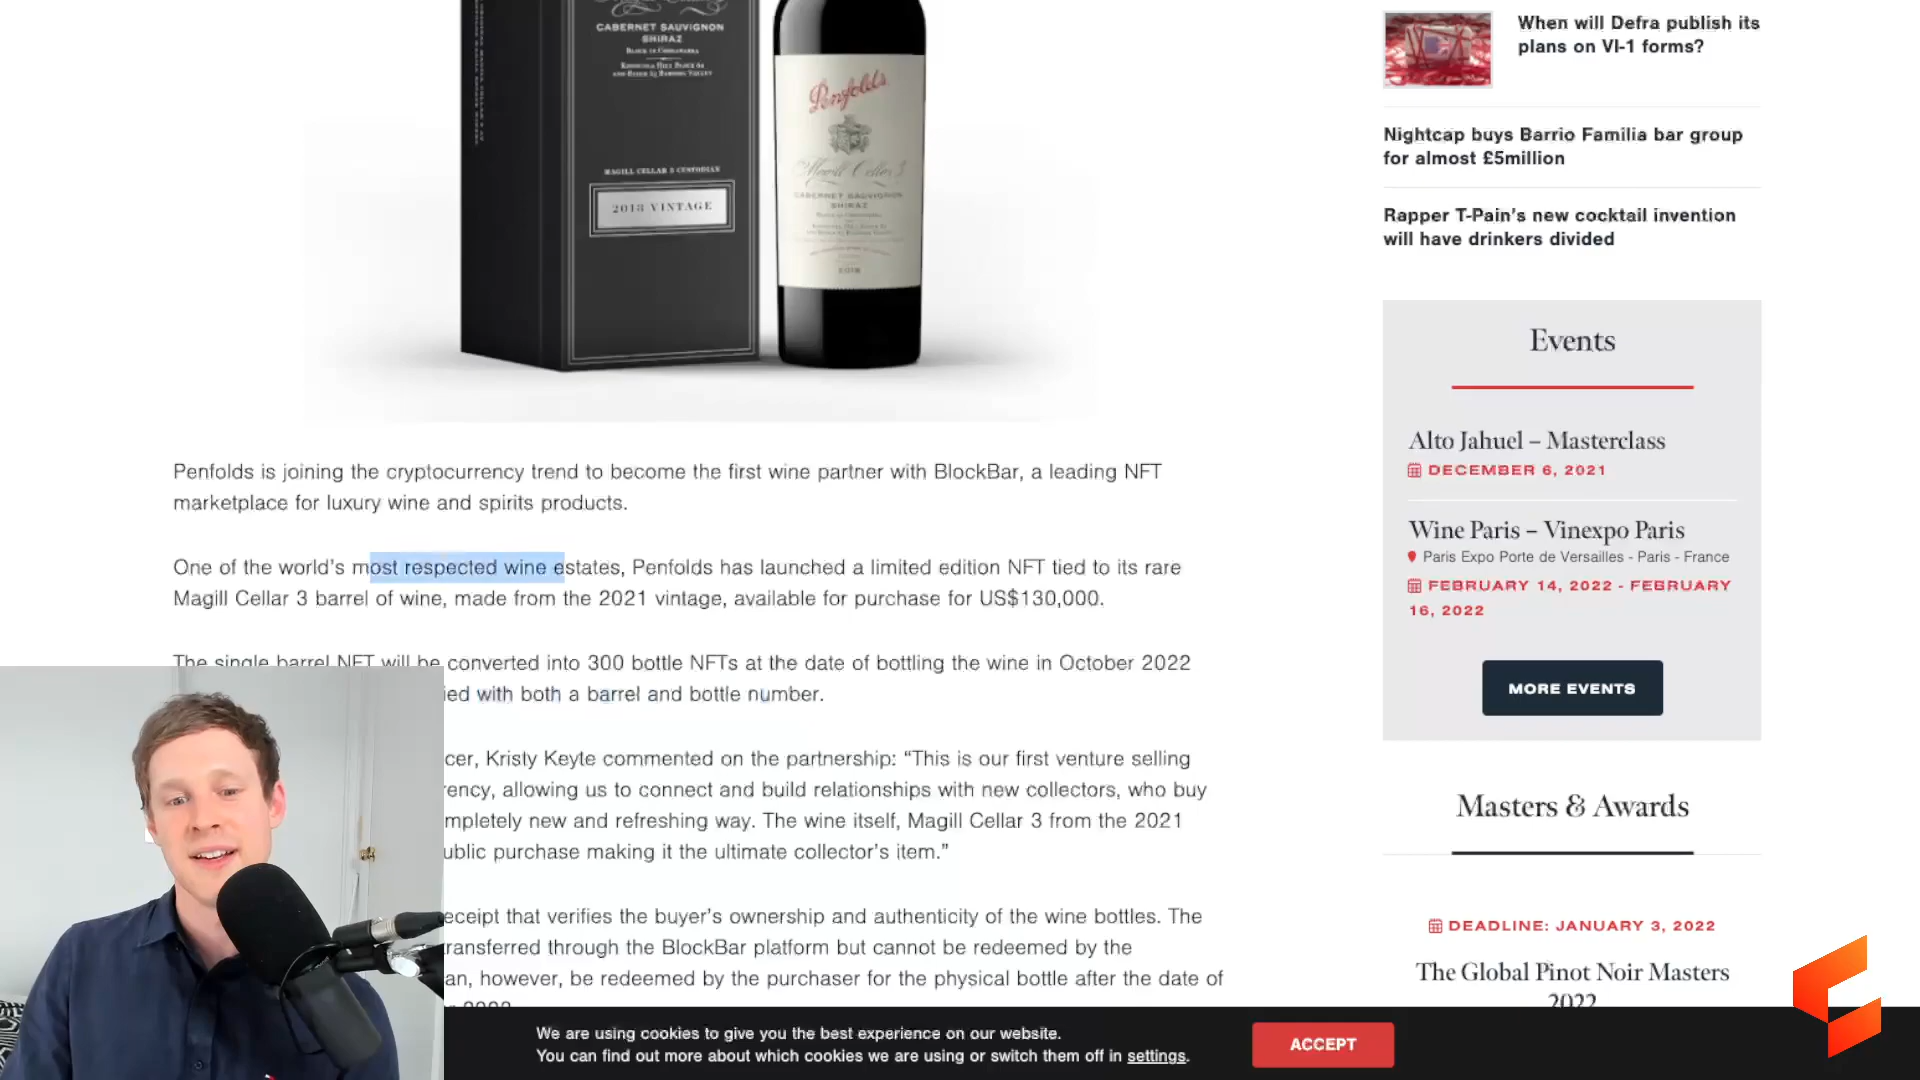 CABERNET SAUVIGNON
SHIRAZ
MAGILL CELLAR 3 CUSTODIAN
2018 VINTAGE
Penfolds
Magill Cellar 3
CABERNET SAUVIGNON
SHIRAZ
2018
When will Defra publish its
plans on VI-1 forms?
Nightcap buys Barrio Familia bar group
for almost £5million
Rapper T-Pain's new cocktail invention
will have drinkers divided
Events
Alto Jahuel – Masterclass
DECEMBER 6, 2021
Wine Paris – Vinexpo Paris
Paris Expo Porte de Versailles - Paris - France
FEBRUARY 14, 2022 - FEBRUARY
16, 2022
MORE EVENTS
Masters & Awards
DEADLINE: JANUARY 3, 2022
The Global Pinot Noir Masters
2022
Penfolds is joining the cryptocurrency trend to become the first wine partner with BlockBar, a leading NFT
marketplace for luxury wine and spirits products.
One of the world's most respected wine estates, Penfolds has launched a limited edition NFT tied to its rare
Magill Cellar 3 barrel of wine, made from the 2021 vintage, available for purchase for US$130,000.
The single barrel NFT will be converted into 300 bottle NFTs at the date of bottling the wine in October 2022
ied with both a barrel and bottle number.
cer, Kristy Keyte commented on the partnership: “This is our first venture selling
rency, allowing us to connect and build relationships with new collectors, who buy
mpletely new and refreshing way. The wine itself, Magill Cellar 3 from the 2021
ublic purchase making it the ultimate collector's item.”
eceipt that verifies the buyer's ownership and authenticity of the wine bottles. The
ransferred through the BlockBar platform but cannot be redeemed by the
an, however, be redeemed by the purchaser for the physical bottle after the date of
We are using cookies to give you the best experience on our website.
You can find out more about which cookies we are using or switch them off in settings.
ACCEPT